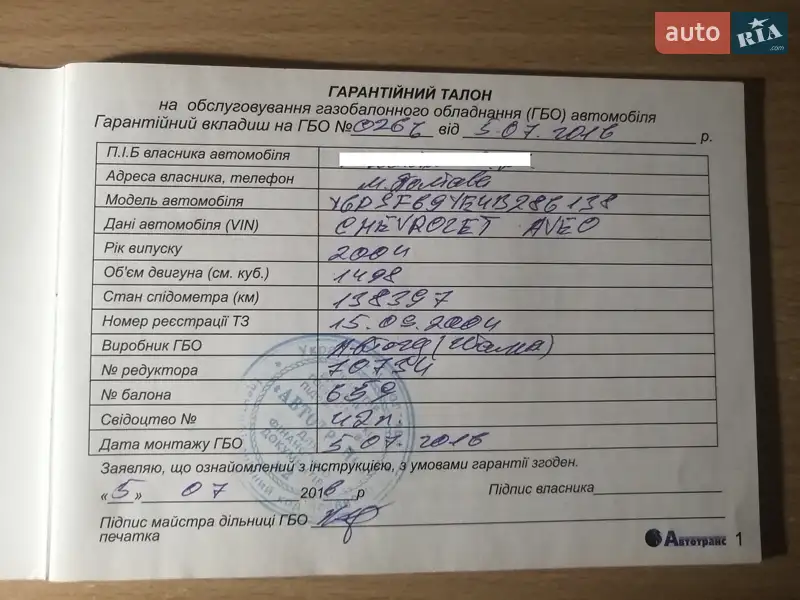 auto RIA .com
ГАРАНТІЙНИЙ ТАЛОН
на обслуговування газобалонного обладнання (ГБО) автомобіля
Гарантійний вкладиш на ГБО № від 5.07.2016 р.
П.І.Б власника автомобіля
Адреса власника, телефон м. Полтава
Модель автомобіля Y6DSF69YE4B286138
Дані автомобіля (VIN) CHEVROLET AVEO
Рік випуску 2004
Об'єм двигуна (см. куб.) 1498
Стан спідометра (км) 138397
Номер реєстрації ТЗ 15.09.2004
Виробник ГБО
№ редуктора 70754
№ балона 639
Свідоцтво №
Дата монтажу ГБО 5.07.2016
Заявляю, що ознайомлений з інструкцією, з умовами гарантії згоден.
«5» 07 2016 р Підпис власника
Підпис майстра дільниці ГБО
печатка
Автотранс 1